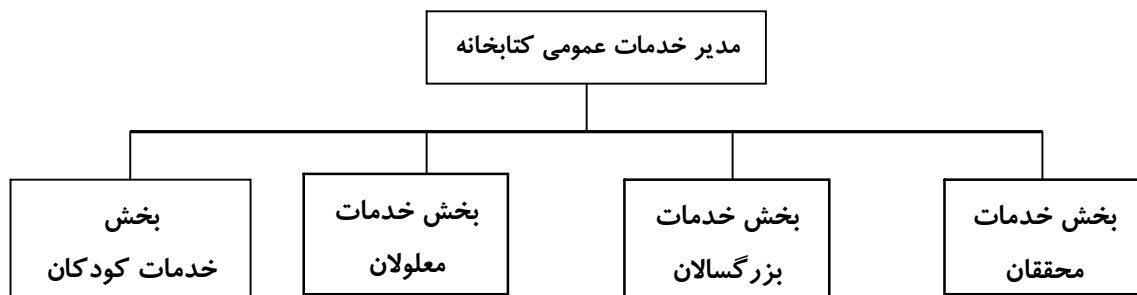 مدیر خدمات عمومی کتابخانه
بخش خدمات
محققان
بخش خدمات
بزرگسالان
بخش خدمات
معلولان
بخش
خدمات کودکان